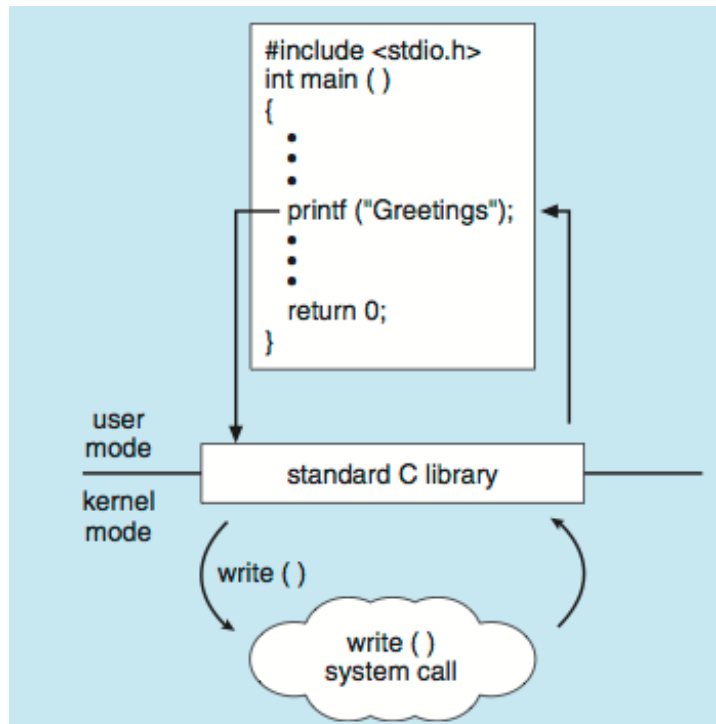 #include <stdio.h>
int main ( )
{
•
•
•
printf ("Greetings");
•
•
•
return 0;
}
user
mode
standard C library
kernel
mode
write ( )
write ( )
system call